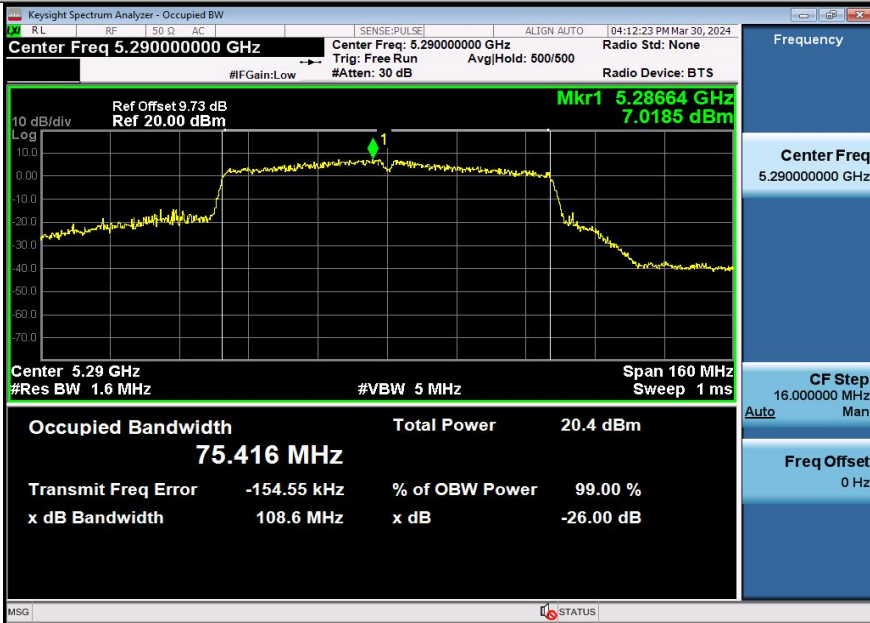 Keysight Spectrum Analyzer - Occupied BW
LXI RL RF 50 Ω AC SENSE:PULSE ALIGN AUTO 04:12:23 PM Mar 30, 2024
Center Freq 5.290000000 GHz
Center Freq: 5.290000000 GHz
Radio Std: None
Trig: Free Run Avg|Hold: 500/500
#IFGain:Low #Atten: 30 dB Radio Device: BTS
Frequency
Ref Offset 9.73 dB
10 dB/div Ref 20.00 dBm
Mkr1 5.28664 GHz
7.0185 dBm
Log
1
10.0
0.00
-10.0
-20.0
-30.0
-40.0
-50.0
-60.0
-70.0
Center 5.29 GHz Span 160 MHz
#Res BW 1.6 MHz #VBW 5 MHz Sweep 1 ms
Occupied Bandwidth Total Power 20.4 dBm
75.416 MHz
Transmit Freq Error -154.55 kHz % of OBW Power 99.00 %
x dB Bandwidth 108.6 MHz x dB -26.00 dB
Center Freq
5.290000000 GHz
CF Step
16.000000 MHz
Auto Man
Freq Offset
0 Hz
MSG STATUS